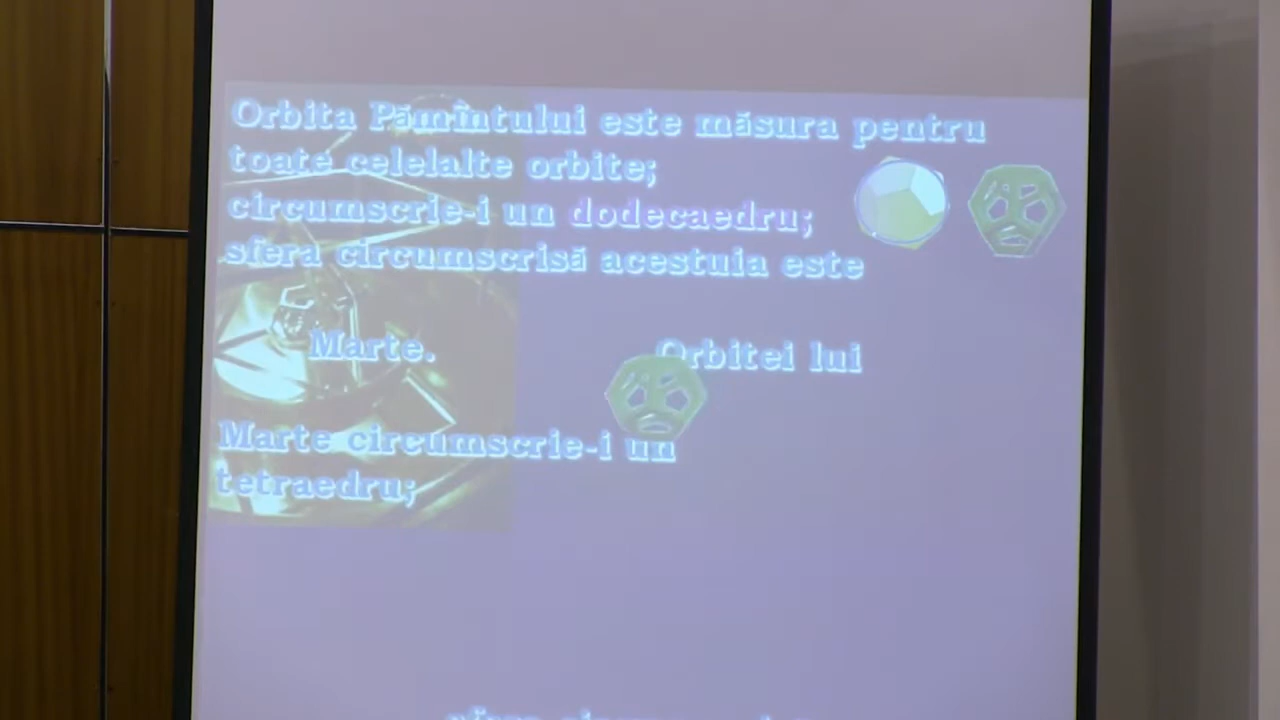 Orbita Pămîntului este măsura pentru
toate celelalte orbite;
circumscrie-i un dodecaedru;
sfera circumscrisă acestuia este
Marte. Orbitei lui
Marte circumscrie-i un
tetraedru;